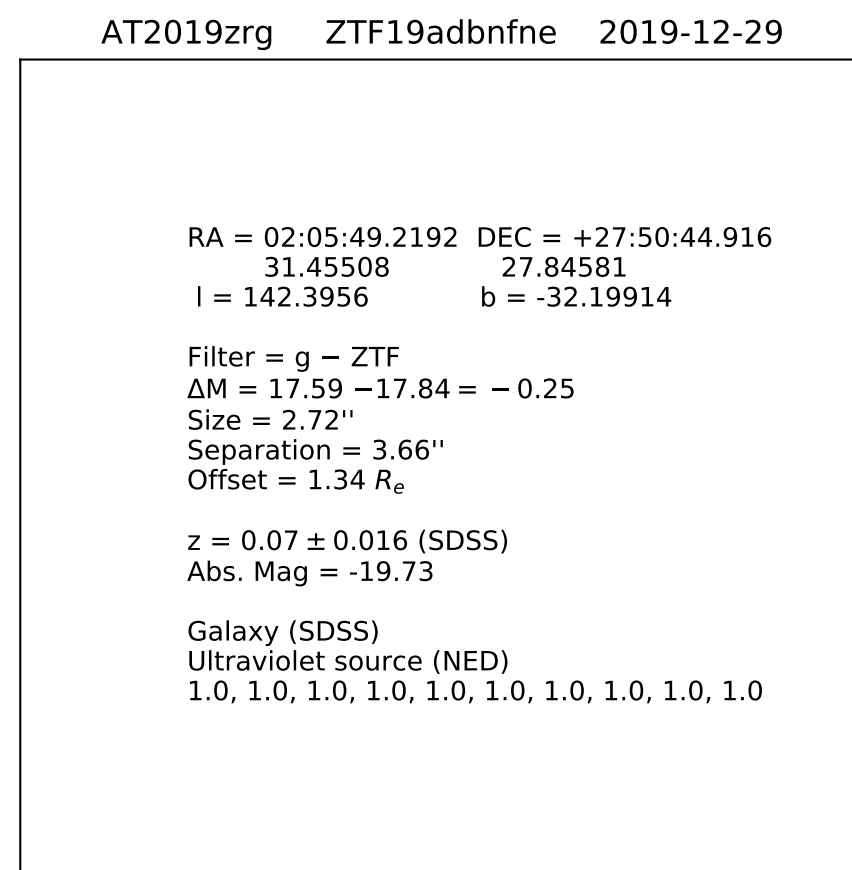 AT2019zrg ZTF19adbnfne 2019-12-29
RA = 02:05:49.2192 DEC = +27:50:44.916
31.45508 27.84581
l = 142.3956 b = -32.19914
Filter = g − ZTF
ΔM = 17.59 −17.84 = − 0.25
Size = 2.72''
Separation = 3.66''
Offset = 1.34 Rₑ
z = 0.07 ± 0.016 (SDSS)
Abs. Mag = -19.73
Galaxy (SDSS)
Ultraviolet source (NED)
1.0, 1.0, 1.0, 1.0, 1.0, 1.0, 1.0, 1.0, 1.0, 1.0